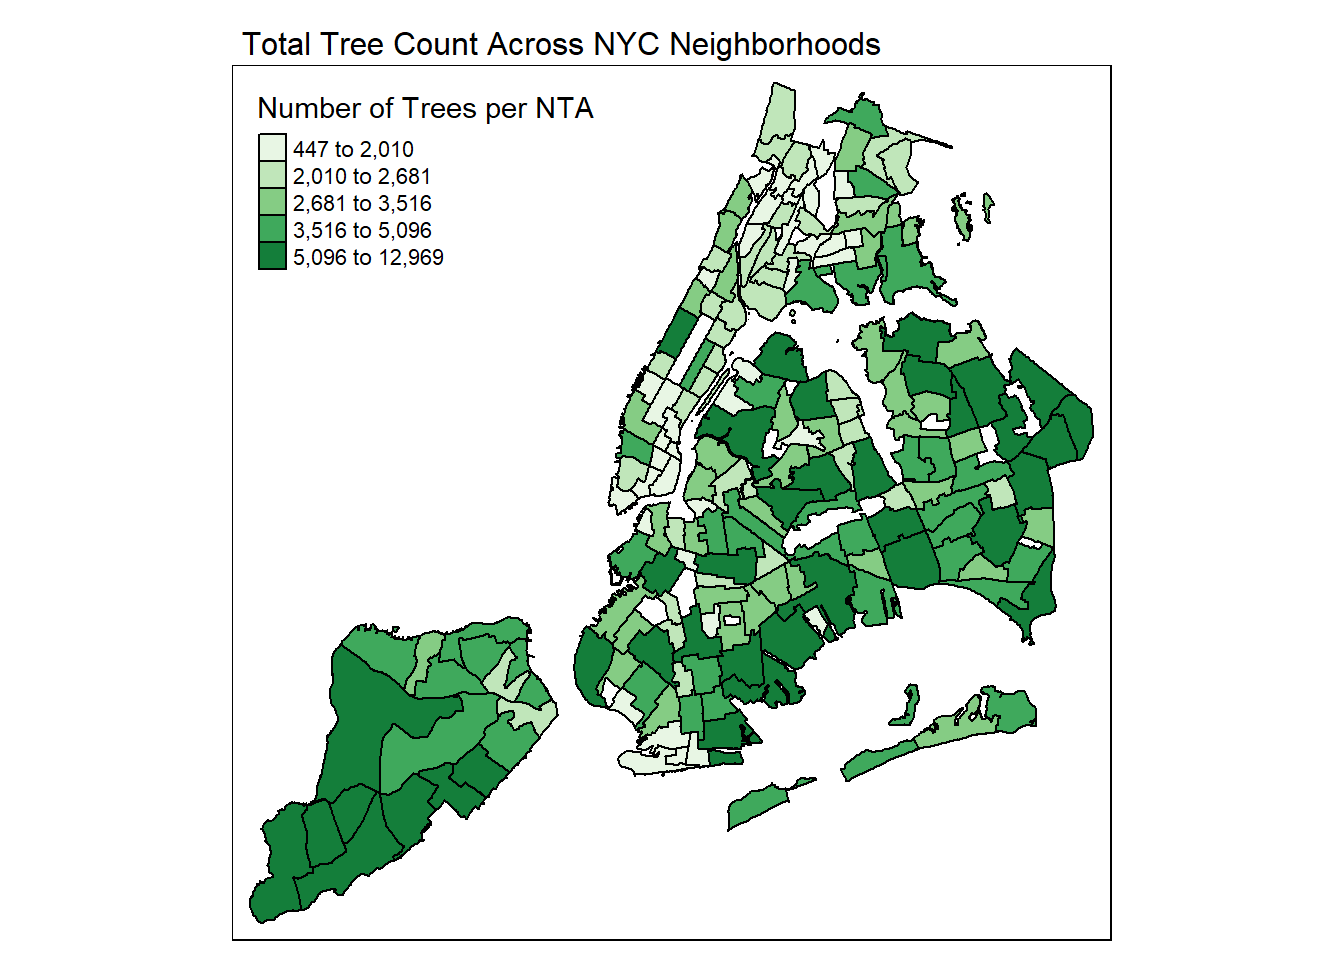 Total Tree Count Across NYC Neighborhoods
Number of Trees per NTA
447 to 2,010
2,010 to 2,681
2,681 to 3,516
3,516 to 5,096
5,096 to 12,969